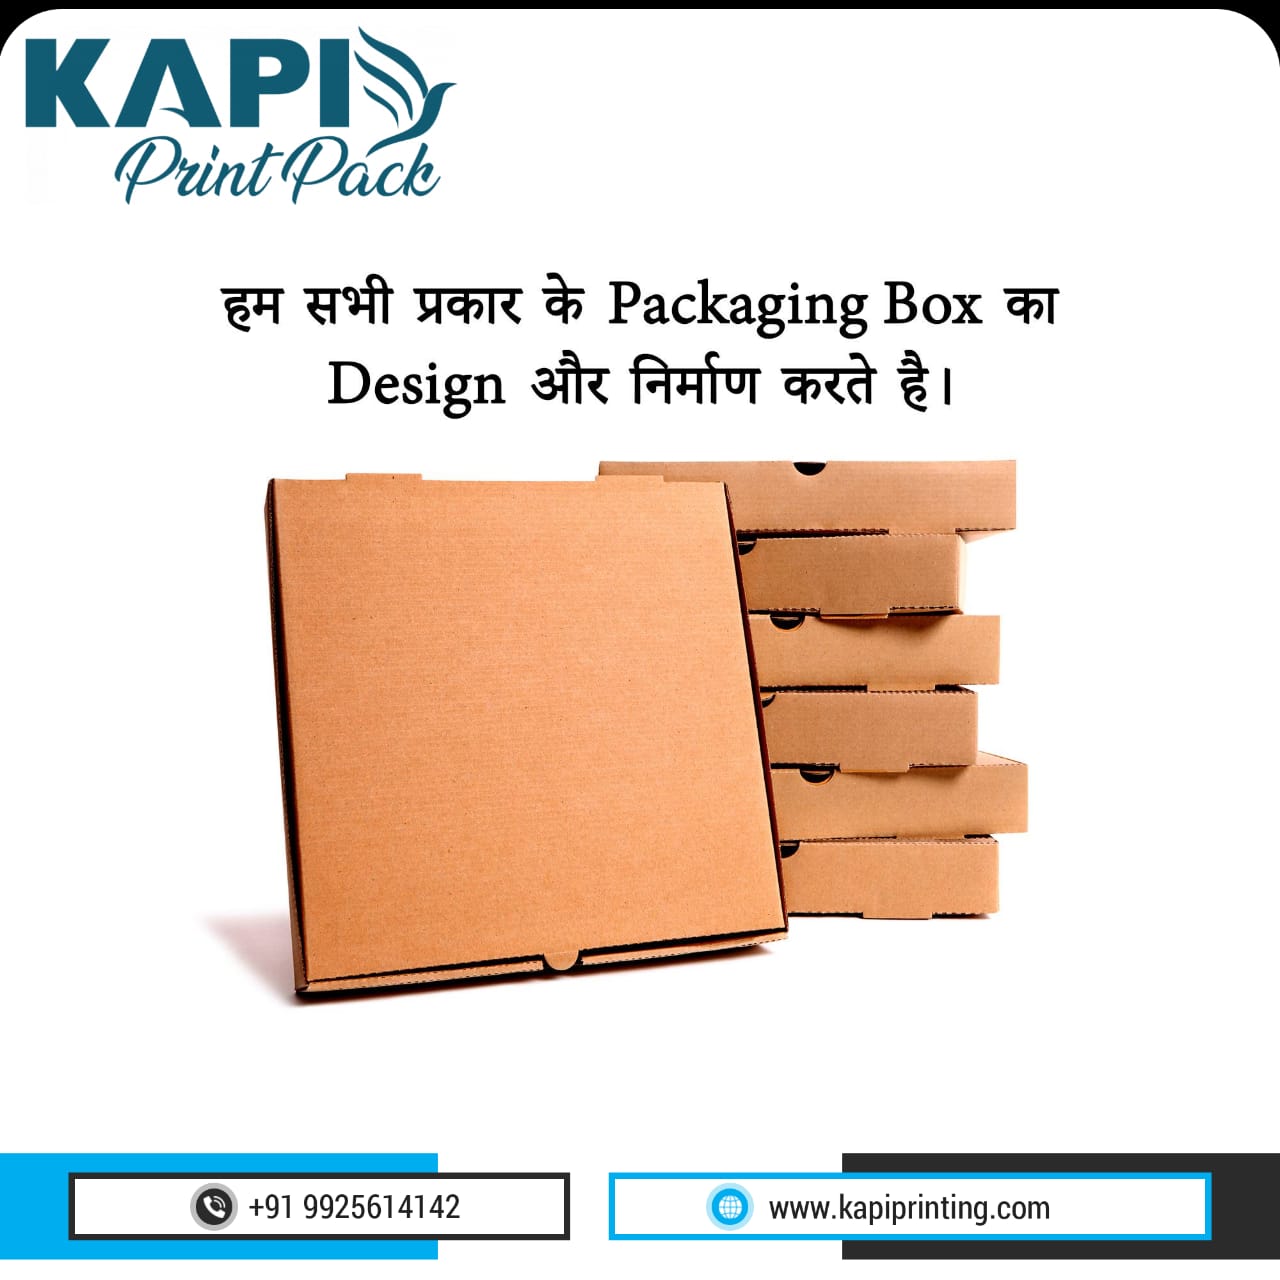 KAPI
Print Pack
हम सभी प्रकार के Packaging Box का
Design और निर्माण करते है।
+91 9925614142
www.kapiprinting.com